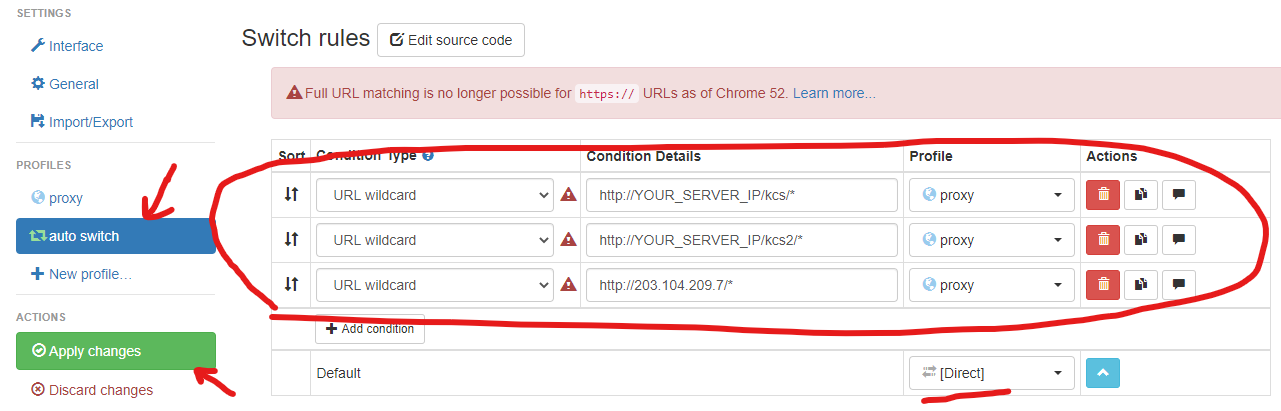 SETTINGS
Interface
General
Import/Export
PROFILES
proxy
auto switch
New profile...
ACTIONS
Apply changes
Discard changes
Switch rules Edit source code
Full URL matching is no longer possible for https:// URLs as of Chrome 52. Learn more...
Sort Condition Type Condition Details Profile Actions
URL wildcard http://YOUR_SERVER_IP/kcs/* proxy
URL wildcard http://YOUR_SERVER_IP/kcs2/* proxy
URL wildcard http://203.104.209.7/* proxy
Add condition
Default [Direct]